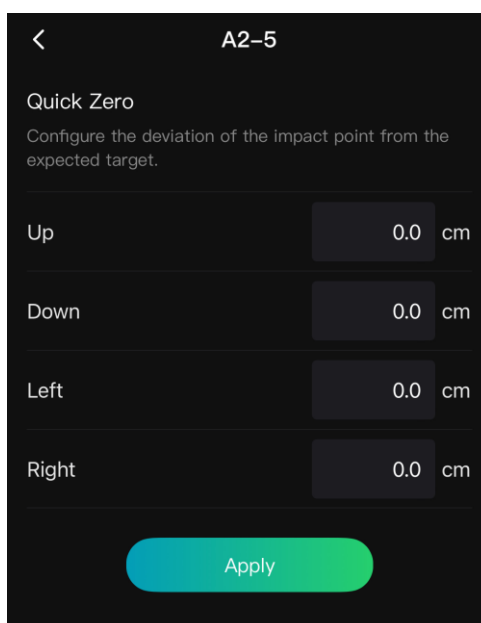 A2-5
Quick Zero
Configure the deviation of the impact point from the
expected target.
Up 0.0 cm
Down 0.0 cm
Left 0.0 cm
Right 0.0 cm
Apply